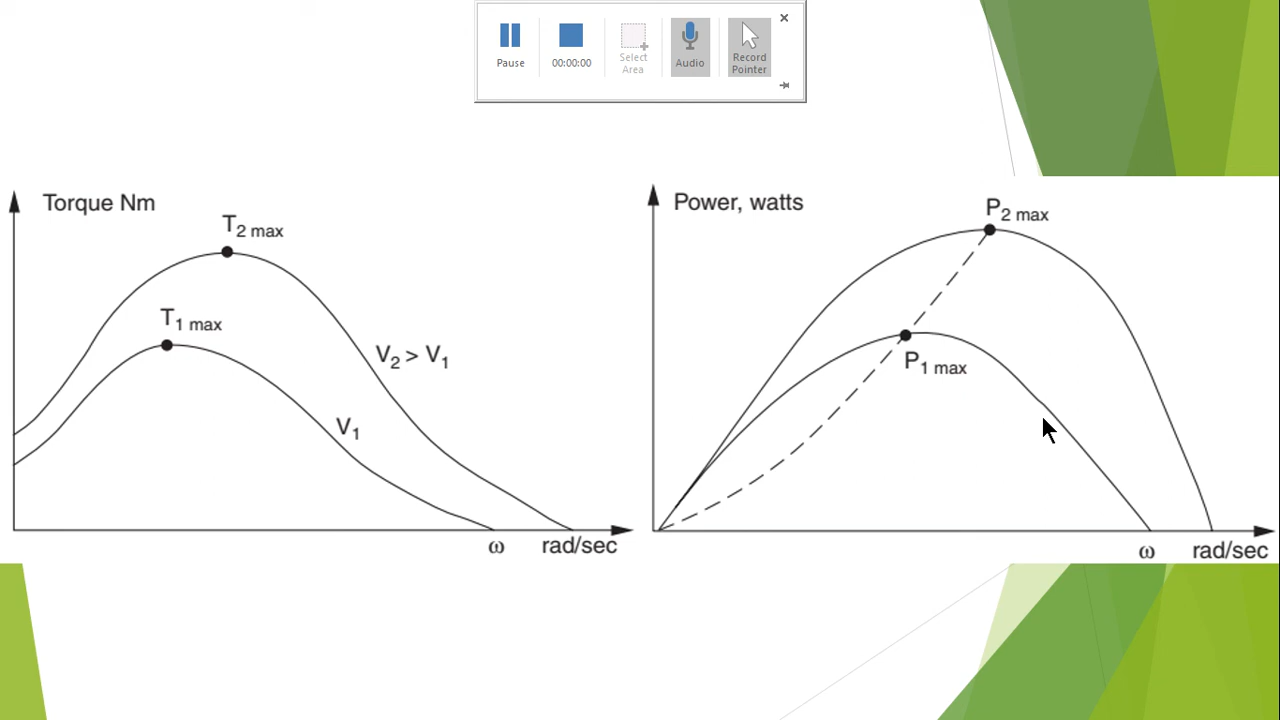 Pause
00:00:00
Select
Area
Audio
Record
Pointer
Torque Nm
T2 max
T1 max
V2 > V1
V1
ω rad/sec
Power, watts
P2 max
P1 max
ω rad/sec